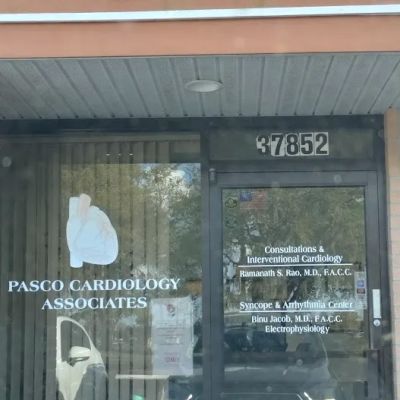 37852
PASCO CARDIOLOGY
ASSOCIATES
Consultations &
Interventional Cardiology
Ramanath S. Rao, M.D., F.A.C.C.
Syncope & Arrhythmia Center
Binu Jacob, M.D., F.A.C.C.
Electrophysiology